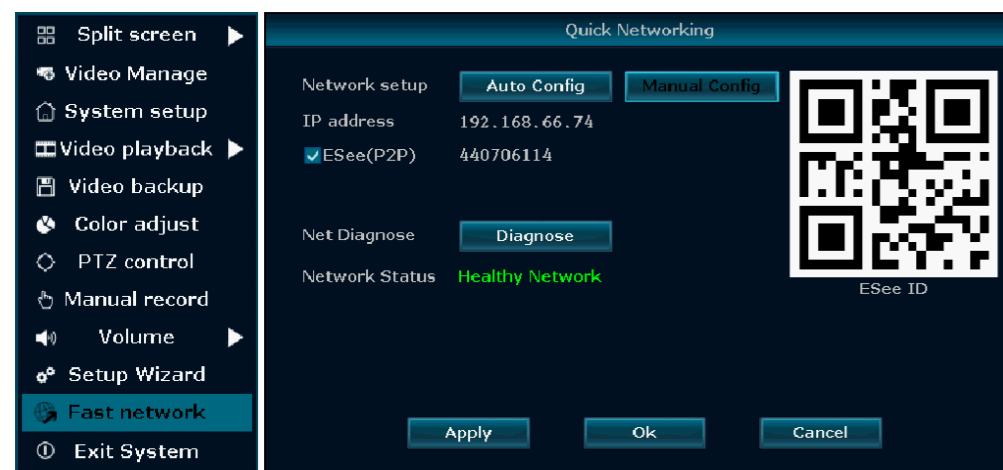 Split screen
Video Manage
System setup
Video playback
Video backup
Color adjust
PTZ control
Manual record
Volume
Setup Wizard
Fast network
Exit System
Quick Networking
Network setup Auto Config Manual Config
IP address 192.168.66.74
ESee(P2P) 440706114
Net Diagnose Diagnose
Network Status Healthy Network
ESee ID
Apply Ok Cancel